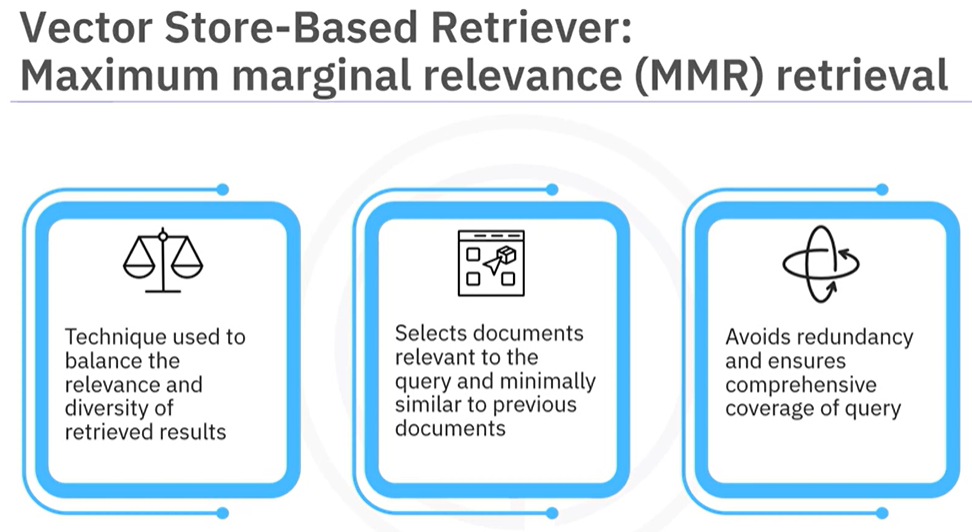 Vector Store-Based Retriever:
Maximum marginal relevance (MMR) retrieval
Technique used to
balance the
relevance and
diversity of
retrieved results
Selects documents
relevant to the
query and minimally
similar to previous
documents
Avoids redundancy
and ensures
comprehensive
coverage of query